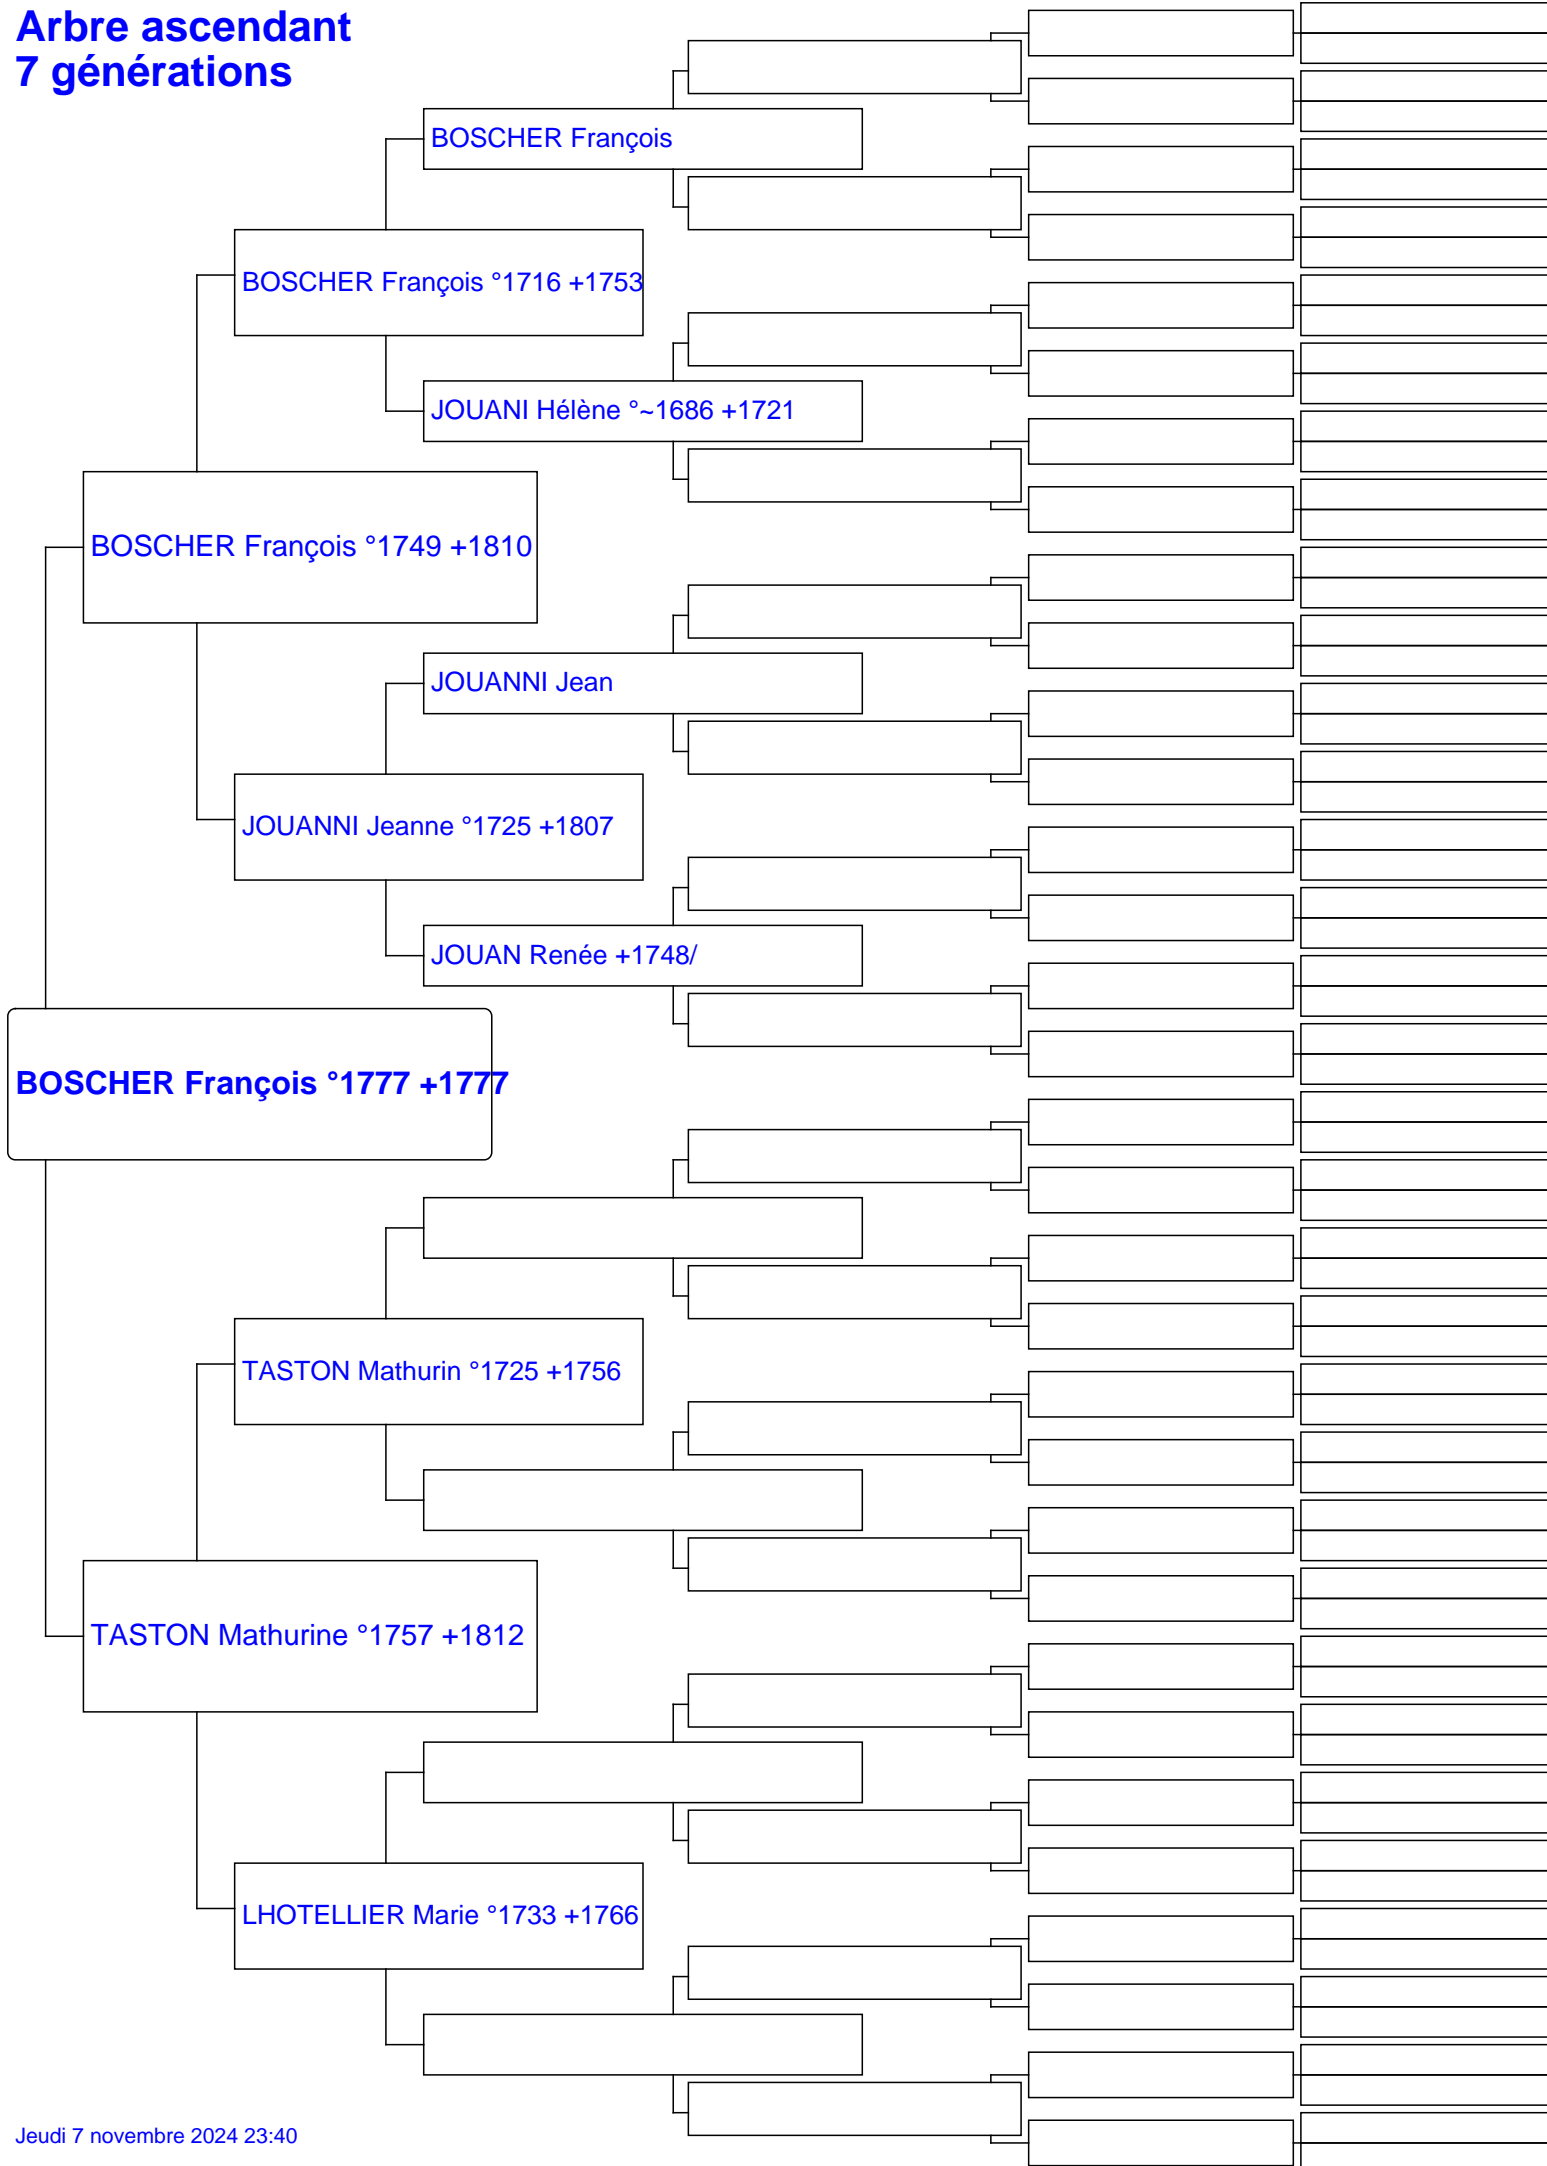 Arbre ascendant
7 générations
BOSCHER François
BOSCHER François °1716 +1753
JOUANI Hélène °~1686 +1721
BOSCHER François °1749 +1810
JOUANNI Jean
JOUANNI Jeanne °1725 +1807
JOUAN Renée +1748/
BOSCHER François °1777 +1777
TASTON Mathurin °1725 +1756
TASTON Mathurine °1757 +1812
LHOTELLIER Marie °1733 +1766
Jeudi 7 novembre 2024 23:40